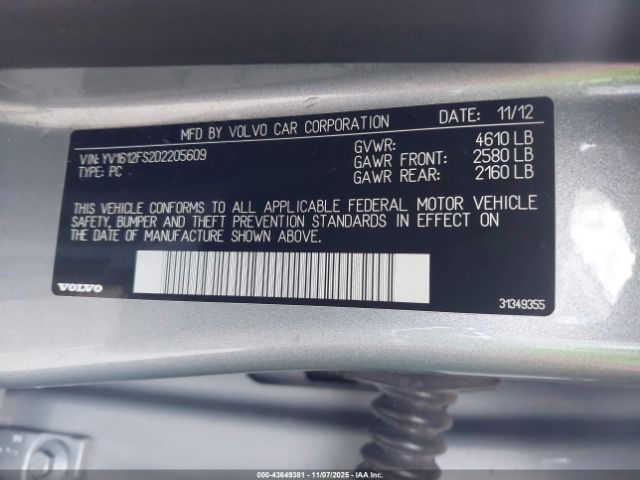 MFD BY VOLVO CAR CORPORATION DATE: 11/12
VIN: YV1612FS2D2205609 GVWR: 4610 LB
TYPE: PC GAWR FRONT: 2580 LB
GAWR REAR: 2160 LB
THIS VEHICLE CONFORMS TO ALL APPLICABLE FEDERAL MOTOR VEHICLE
SAFETY, BUMPER AND THEFT PREVENTION STANDARDS IN EFFECT ON
THE DATE OF MANUFACTURE SHOWN ABOVE.
VOLVO 31349355
000-43649381 - 11/07/2025 - IAAI, Inc.